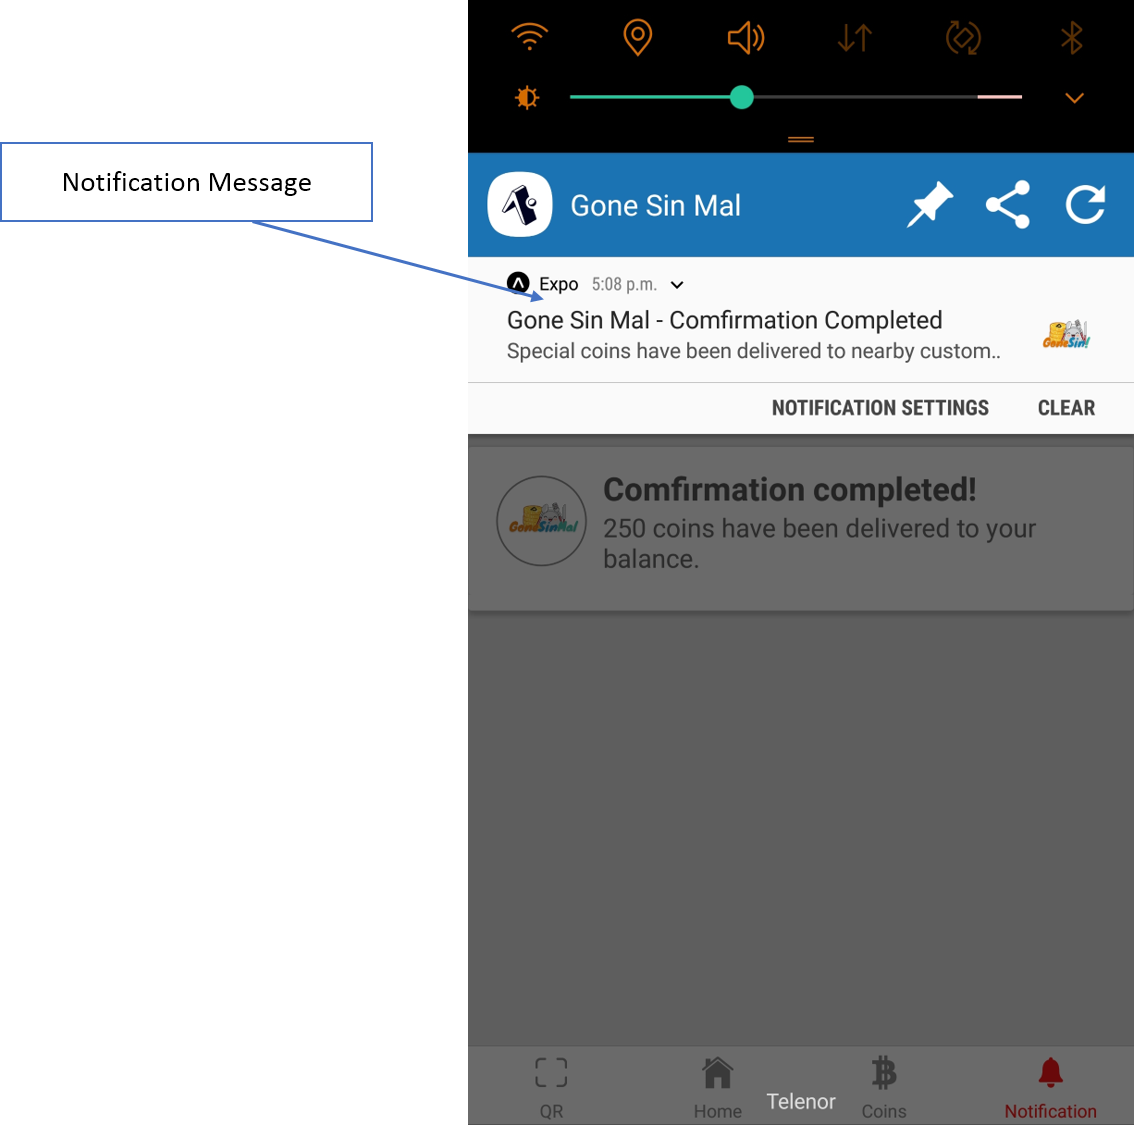 Notification Message
Gone Sin Mal
Expo 5:08 p.m.
Gone Sin Mal - Comfirmation Completed
Special coins have been delivered to nearby custom..
GoneSin!
NOTIFICATION SETTINGS CLEAR
Comfirmation completed!
GoneSinMal
250 coins have been delivered to your
balance.
Telenor
QR Home Coins Notification